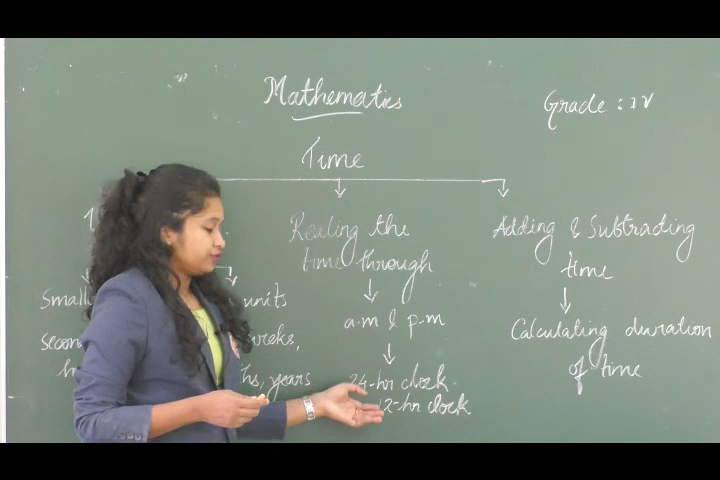 Mathematics
Grade : IV
Time
Reading the
time through
a.m & p.m
24-hr clock.
12-hr clock
Adding & Subtracting
time
Calculating duration
of time
Small units
secon weeks,
h hs, years